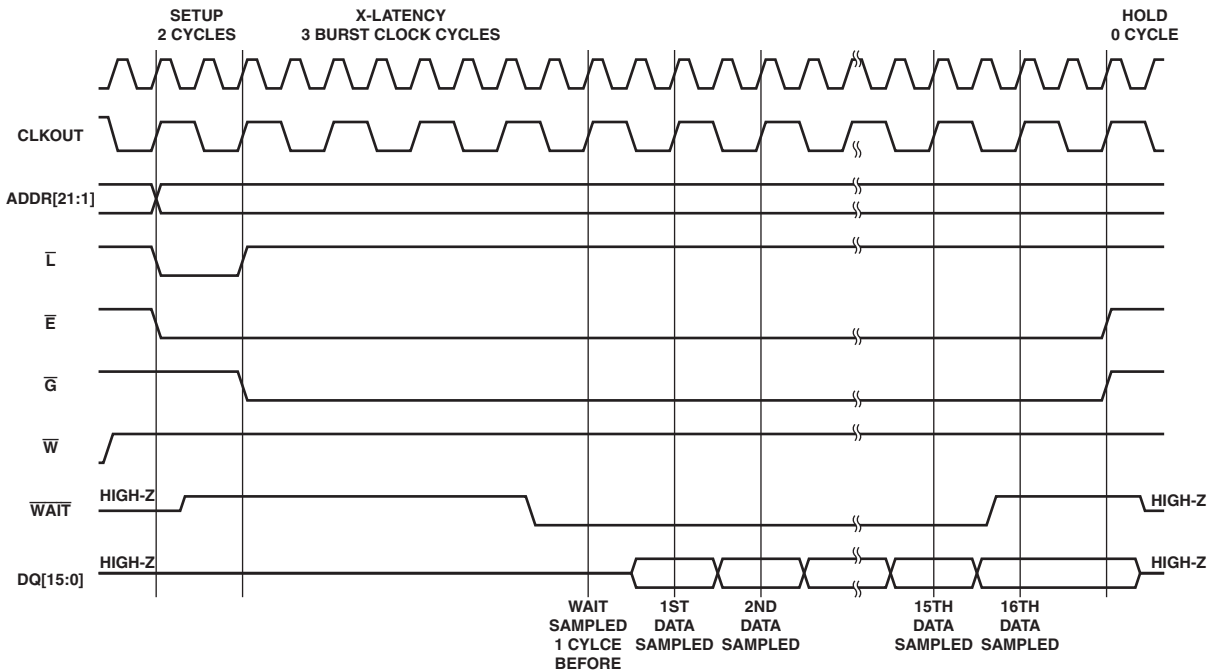 SETUP
2 CYCLES
X-LATENCY
3 BURST CLOCK CYCLES
HOLD
0 CYCLE
CLKOUT
ADDR[21:1]
L
E
G
W
WAIT
HIGH-Z
HIGH-Z
DQ[15:0]
HIGH-Z
HIGH-Z
WAIT
SAMPLED
1 CYLCE
BEFORE
1ST
DATA
SAMPLED
2ND
DATA
SAMPLED
15TH
DATA
SAMPLED
16TH
DATA
SAMPLED